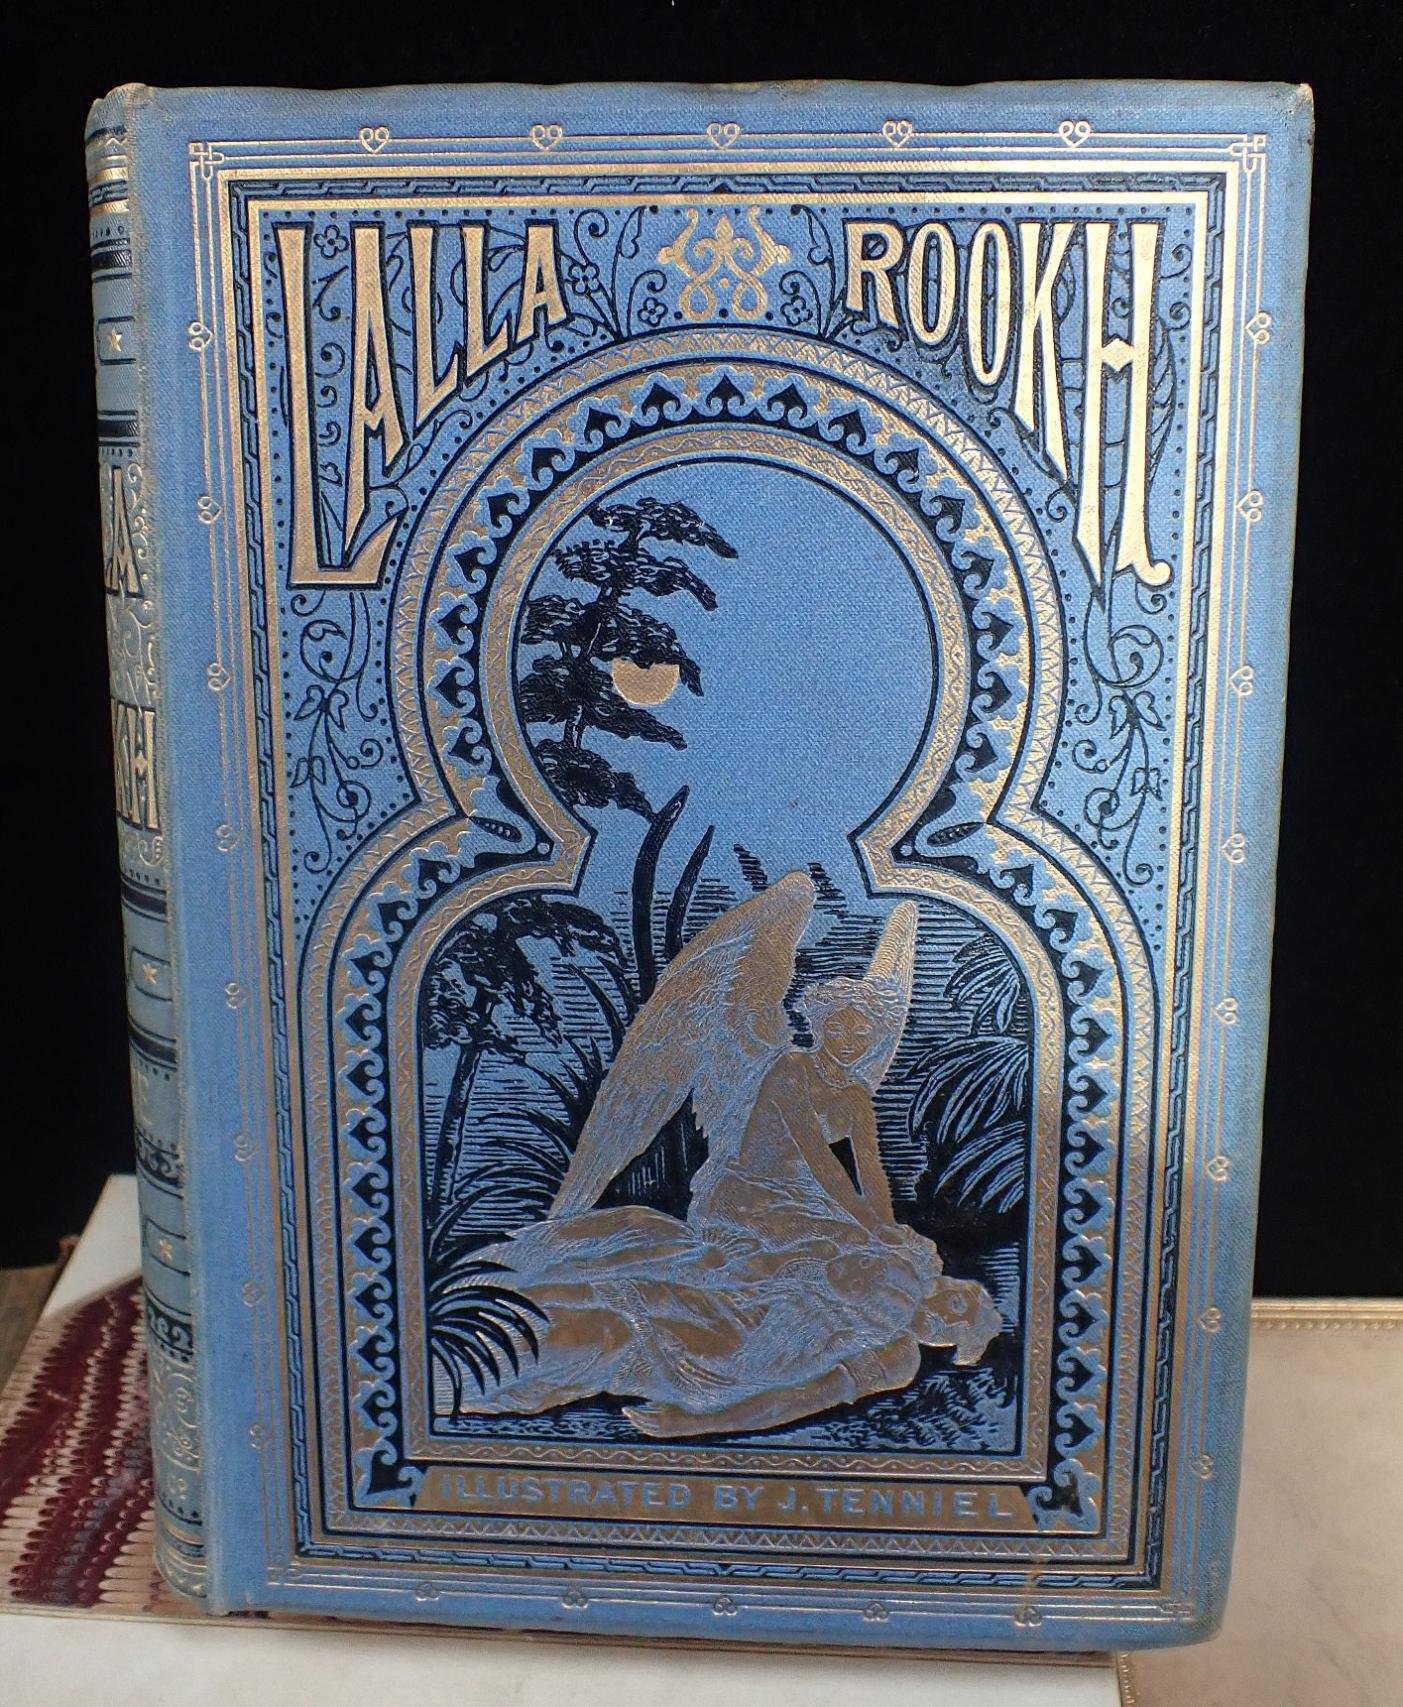 LALLA ROOKH
ILLUSTRATED BY J. TENNIEL